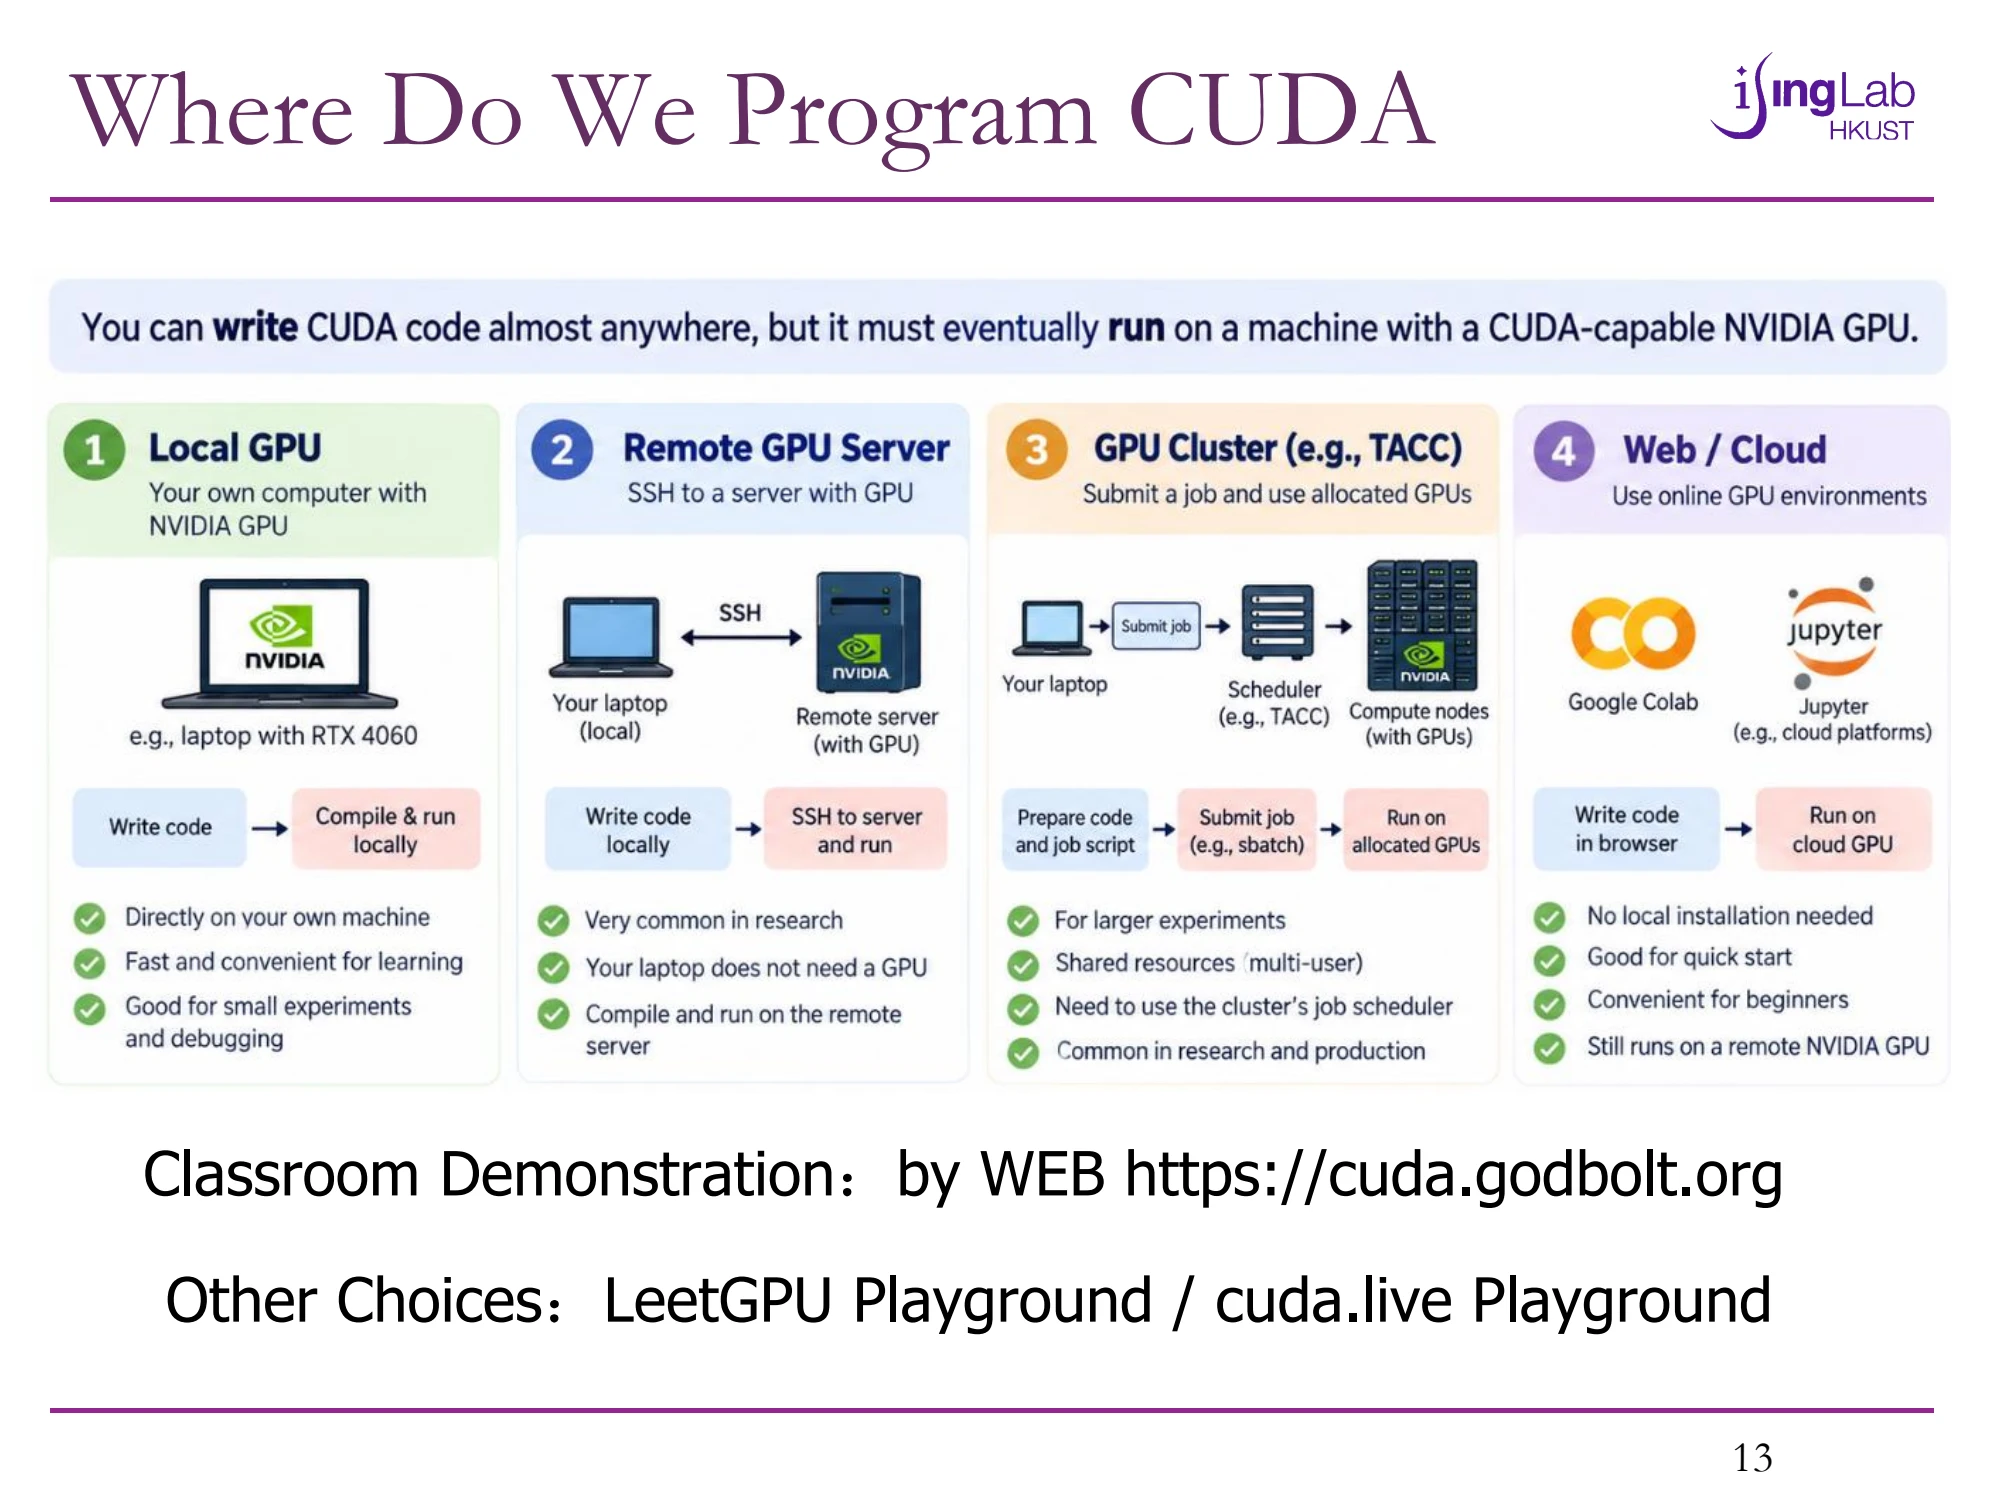 Where Do We Program CUDA
isingLab
HKUST
You can write CUDA code almost anywhere, but it must eventually run on a machine with a CUDA-capable NVIDIA GPU.
1 Local GPU
Your own computer with
NVIDIA GPU
NVIDIA
e.g., laptop with RTX 4060
Write code
Compile & run
locally
Directly on your own machine
Fast and convenient for learning
Good for small experiments
and debugging
2 Remote GPU Server
SSH to a server with GPU
SSH
NVIDIA
Your laptop
(local)
Remote server
(with GPU)
Write code
locally
SSH to server
and run
Very common in research
Your laptop does not need a GPU
Compile and run on the remote
server
3 GPU Cluster (e.g., TACC)
Submit a job and use allocated GPUs
Submit job
NVIDIA
Your laptop
Scheduler
(e.g., TACC)
Compute nodes
(with GPUs)
Prepare code
and job script
Submit job
(e.g., sbatch)
Run on
allocated GPUs
For larger experiments
Shared resources (multi-user)
Need to use the cluster's job scheduler
Common in research and production
4 Web / Cloud
Use online GPU environments
Google Colab
jupyter
Jupyter
(e.g., cloud platforms)
Write code
in browser
Run on
cloud GPU
No local installation needed
Good for quick start
Convenient for beginners
Still runs on a remote NVIDIA GPU
Classroom Demonstration：by WEB https://cuda.godbolt.org
Other Choices：LeetGPU Playground / cuda.live Playground
13